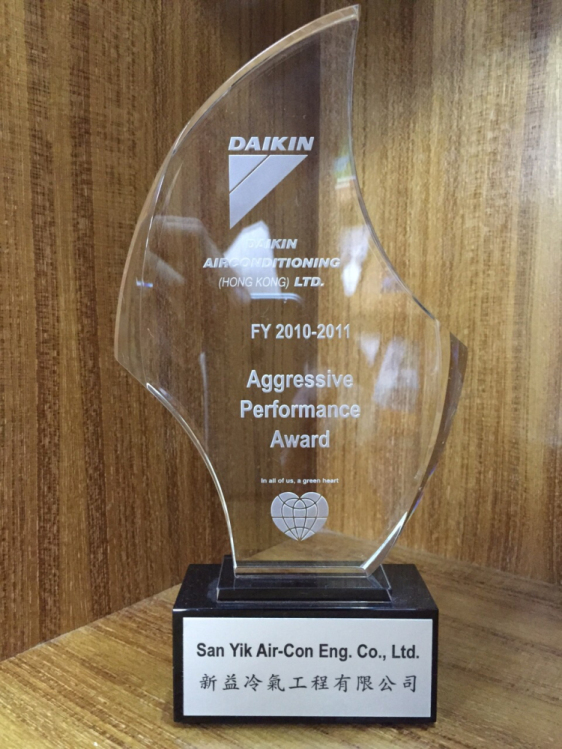 DAIKIN
DAIKIN
AIRCONDITIONING
(HONG KONG) LTD.
FY 2010-2011
Aggressive
Performance
Award
In all of us, a green heart
San Yik Air-Con Eng. Co., Ltd.
新益冷氣工程有限公司